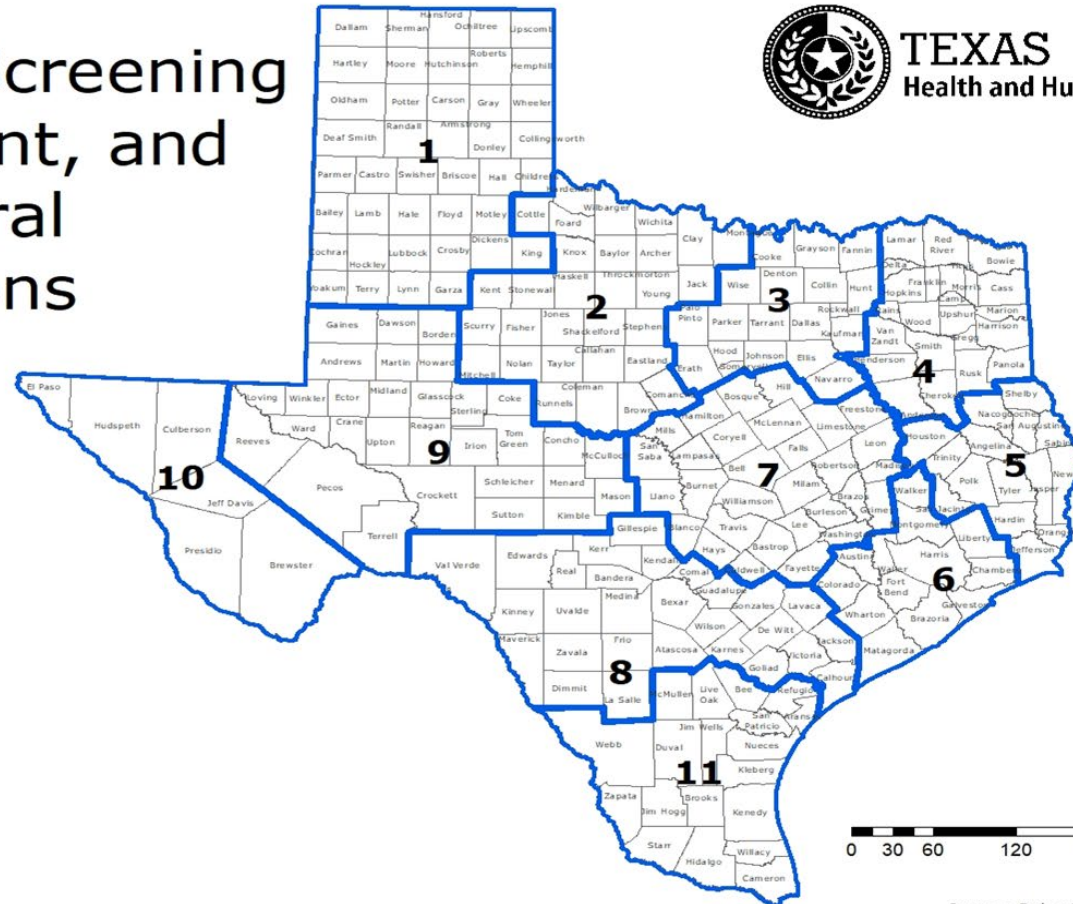 creening
nt, and
ral
ns
TEXAS
Health and Hu
Hansford
Dallam
Sherman
Ochiltree
Lipscomb
Roberts
Hartley
Moore
Hutchinson
Hemphill
Oldham
Potter
Carson
Gray
Wheeler
Randall
Armstrong
Deaf Smith
Donley
Collingworth
1
Parmer
Castro
Swisher
Briscoe
Hall
Childress
Bailey
Lamb
Hale
Floyd
Motley
Cottle
Cochran
Hockley
Lubbock
Crosby
Dickens
King
Yoakum
Terry
Lynn
Garza
Hardeman
Foard
Wilbarger
Wichita
Clay
Knox
Baylor
Archer
Kent
Stonewall
Haskell
Throckmorton
Young
Jack
2
Scurry
Fisher
Jones
Shackelford
Stephens
Mitchell
Nolan
Taylor
Callahan
Eastland
Runnels
Coleman
Brown
Comanche
Cooke
Grayson
Fannin
Wise
Denton
Collin
Hunt
3
Palo
Pinto
Parker
Tarrant
Dallas
Rockwall
Kaufman
Hood
Johnson
Ellis
Erath
Somervell
Navarro
Lamar
Red
River
Bowie
Delta
Hopkins
Franklin
Morris
Cass
Camp
Rains
Wood
Upshur
Marion
Harrison
Gregg
Van
Zandt
Smith
Henderson
4
Rusk
Panola
Cherokee
Anderson
Shelby
Nacogdoches
San Augustine
Houston
Angelina
Sabin
Trinity
5
New
Polk
Tyler
Jasper
San Jacinto
Hardin
Orang
Jefferson
Walker
Montgomery
Liberty
Austin
Waller
Harris
Chambers
6
Colorado
Fort
Bend
Galveston
Wharton
Brazoria
Matagorda
Bosque
Hill
Hamilton
McLennan
Limestone
Freestone
Mills
Coryell
Falls
Leon
San
Saba
Lampasas
Bell
7
Robertson
Madison
Burnet
Milam
Brazos
Llano
Williamson
Burleson
Grimes
Blanco
Travis
Lee
Washington
Hays
Bastrop
Caldwell
Fayette
Gaines
Dawson
Borden
Andrews
Martin
Howard
Loving
Winkler
Ector
Midland
Glasscock
Sterling
Coke
Ward
Crane
Upton
Reagan
9
Irion
Tom
Green
Concho
McCulloch
Reeves
Pecos
Crockett
Schleicher
Menard
Mason
Sutton
Kimble
Terrell
El Paso
Hudspeth
Culberson
10
Jeff Davis
Presidio
Brewster
Gillespie
Val Verde
Edwards
Kerr
Kendall
Real
Bandera
Comal
Guadalupe
Kinney
Uvalde
Medina
Bexar
Gonzales
Lavaca
Wilson
De Witt
Maverick
Zavala
Frio
Atascosa
Karnes
Victoria
Jackson
Goliad
Calhoun
Dimmit
8
La Salle
McMullen
Live
Oak
Bee
Refugio
San
Patricio
Aransas
Jim Wells
Webb
Duval
Nueces
11
Kleberg
Zapata
Jim Hogg
Brooks
Kenedy
Starr
Hidalgo
Willacy
Cameron
0 30 60 120